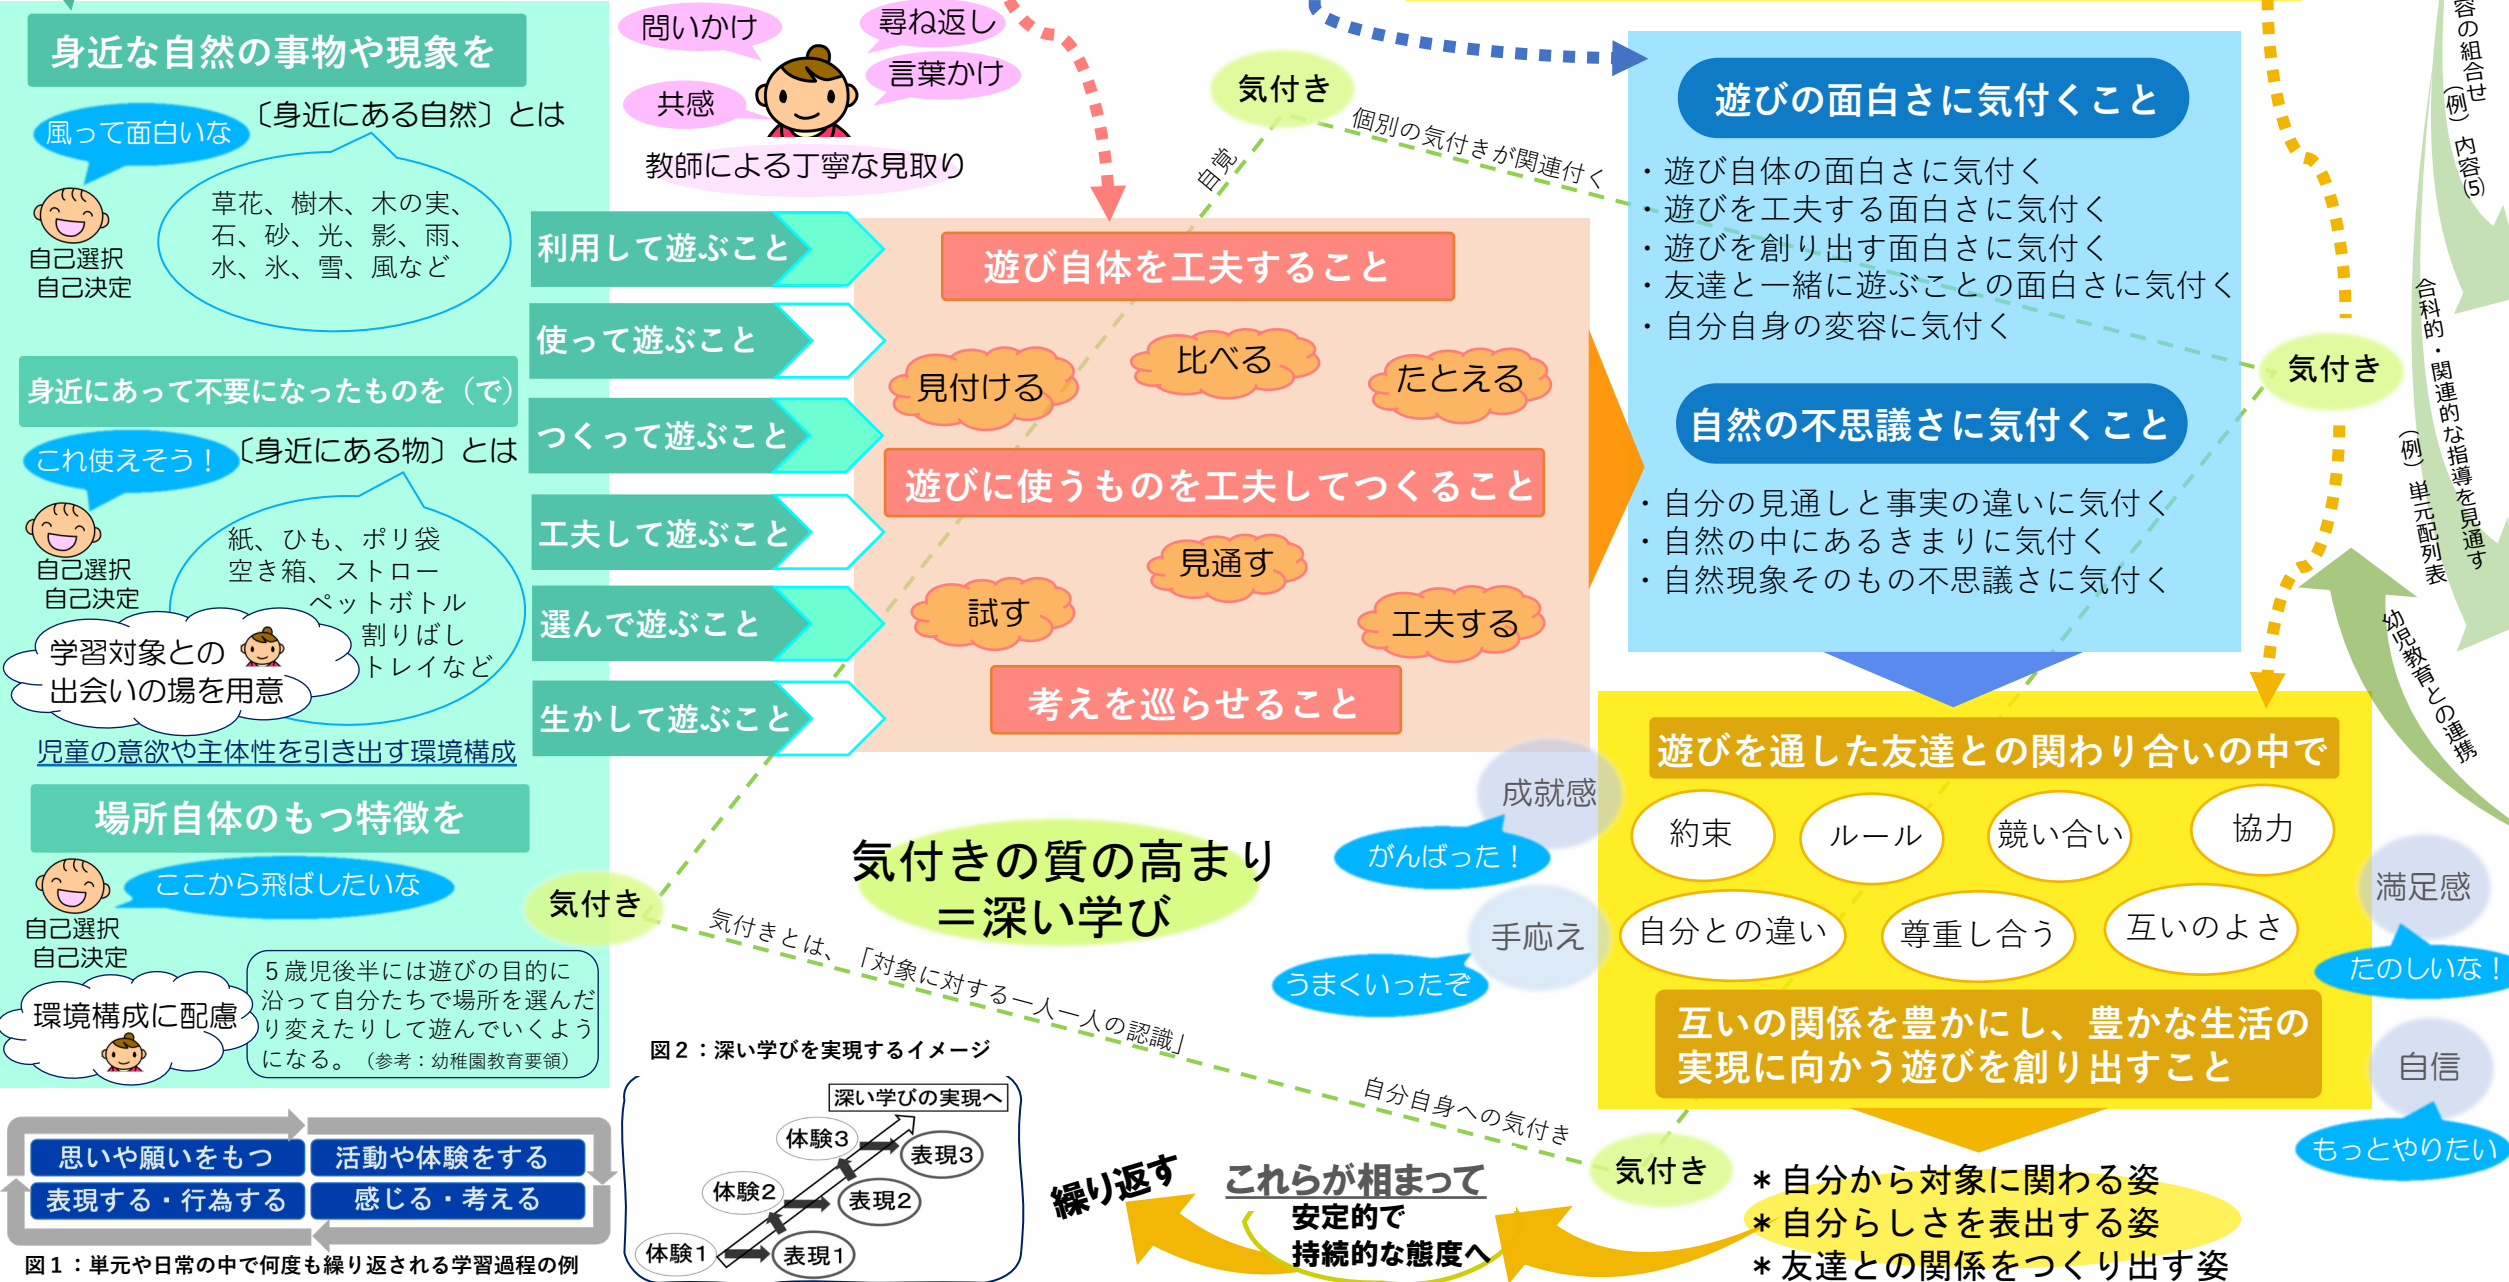 身近な自然の事物や現象を
風って面白いな
〔身近にある自然〕とは
草花、樹木、木の実、
石、砂、光、影、雨、
水、氷、雪、風など
自己選択
自己決定
身近にあって不要になったものを（で）
これ使えそう！
〔身近にある物〕とは
紙、ひも、ポリ袋
空き箱、ストロー
ペットボトル
割りばし
トレイなど
自己選択
自己決定
学習対象との
出会いの場を用意
児童の意欲や主体性を引き出す環境構成
場所自体のもつ特徴を
ここから飛ばしたいな
自己選択
自己決定
環境構成に配慮
５歳児後半には遊びの目的に
沿って自分たちで場所を選んだ
り変えたりして遊んでいくよう
になる。（参考：幼稚園教育要領）
問いかけ
尋ね返し
共感
言葉かけ
教師による丁寧な見取り
利用して遊ぶこと
使って遊ぶこと
つくって遊ぶこと
工夫して遊ぶこと
選んで遊ぶこと
生かして遊ぶこと
遊び自体を工夫すること
見付ける
比べる
たとえる
遊びに使うものを工夫してつくること
試す
見通す
工夫する
考えを巡らせること
気付き
自覚
個別の気付きが関連付く
遊びの面白さに気付くこと
・遊び自体の面白さに気付く
・遊びを工夫する面白さに気付く
・遊びを創り出す面白さに気付く
・友達と一緒に遊ぶことの面白さに気付く
・自分自身の変容に気付く
自然の不思議さに気付くこと
・自分の見通しと事実の違いに気付く
・自然の中にあるきまりに気付く
・自然現象そのもの不思議さに気付く
気付き
容の組合せ
（例）内容⑸
合科的・関連的な指導を見通す
（例）単元配列表
幼児教育との連携
遊びを通した友達との関わり合いの中で
約束
ルール
競い合い
協力
自分との違い
尊重し合う
互いのよさ
互いの関係を豊かにし、豊かな生活の
実現に向かう遊びを創り出すこと
成就感
がんばった！
手応え
うまくいったぞ
満足感
たのしいな！
自信
もっとやりたい
気付きの質の高まり
＝深い学び
気付き
気付きとは、「対象に対する一人一人の認識」
自分自身への気付き
気付き
＊自分から対象に関わる姿
＊自分らしさを表出する姿
＊友達との関係をつくり出す姿
これらが相まって
安定的で
持続的な態度へ
繰り返す
図２：深い学びを実現するイメージ
深い学びの実現へ
体験3
表現3
体験2
表現2
体験1
表現1
思いや願いをもつ
活動や体験をする
表現する・行為する
感じる・考える
図１：単元や日常の中で何度も繰り返される学習過程の例